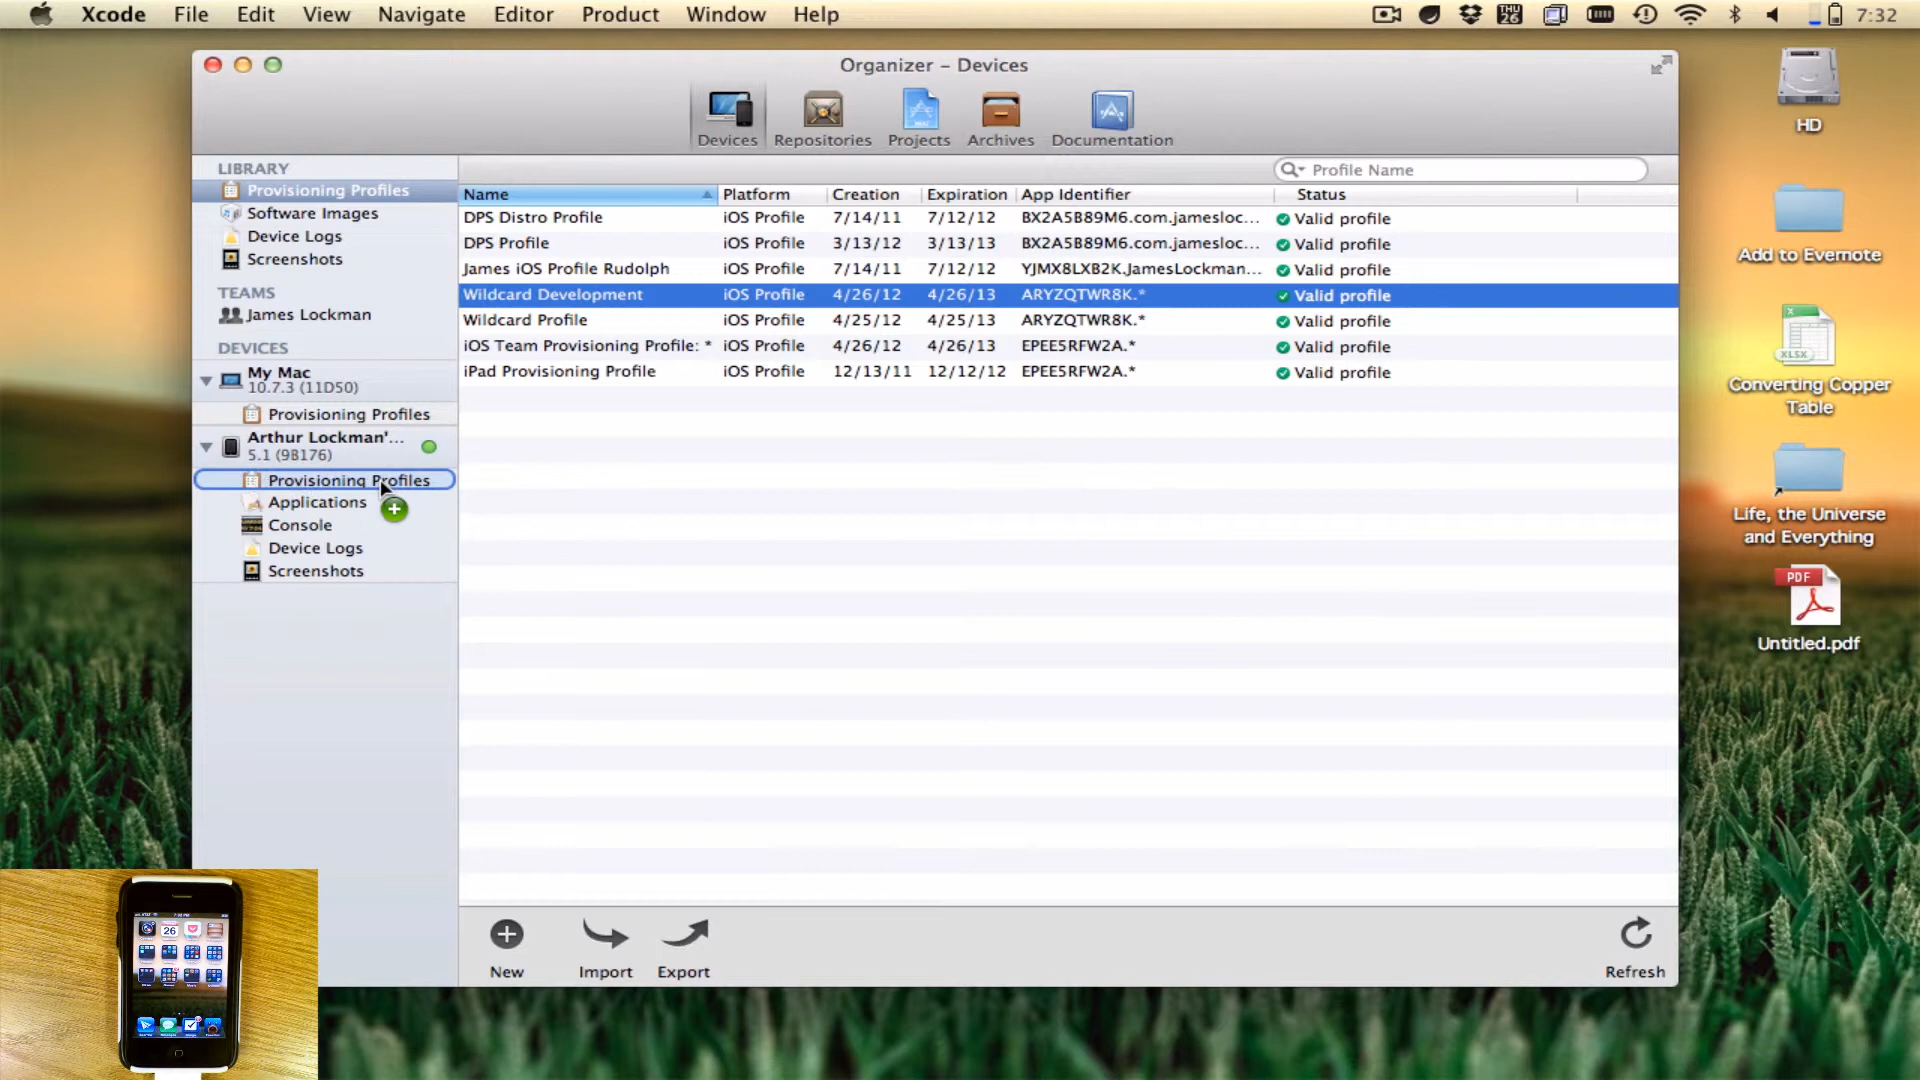 Xcode File Edit View Navigate Editor Product Window Help
THU
26
7:32
Organizer – Devices
Devices Repositories Projects Archives Documentation
Profile Name
LIBRARY
Provisioning Profiles
Software Images
Device Logs
Screenshots
TEAMS
James Lockman
DEVICES
My Mac
10.7.3 (11D50)
Provisioning Profiles
Arthur Lockman'...
5.1 (9B176)
Provisioning Profiles
Applications
Console
Device Logs
Screenshots
Name Platform Creation Expiration App Identifier Status
DPS Distro Profile iOS Profile 7/14/11 7/12/12 BX2A5B89M6.com.jamesloc... Valid profile
DPS Profile iOS Profile 3/13/12 3/13/13 BX2A5B89M6.com.jamesloc... Valid profile
James iOS Profile Rudolph iOS Profile 7/14/11 7/12/12 YJMX8LXB2K.JamesLockman... Valid profile
Wildcard Development iOS Profile 4/26/12 4/26/13 ARYZQTWR8K.* Valid profile
Wildcard Profile iOS Profile 4/25/12 4/25/13 ARYZQTWR8K.* Valid profile
iOS Team Provisioning Profile: * iOS Profile 4/26/12 4/26/13 EPEE5RFW2A.* Valid profile
iPad Provisioning Profile iOS Profile 12/13/11 12/12/12 EPEE5RFW2A.* Valid profile
New Import Export Refresh
HD
Add to Evernote
XLSX
Converting Copper
Table
Life, the Universe
and Everything
PDF
Untitled.pdf
26